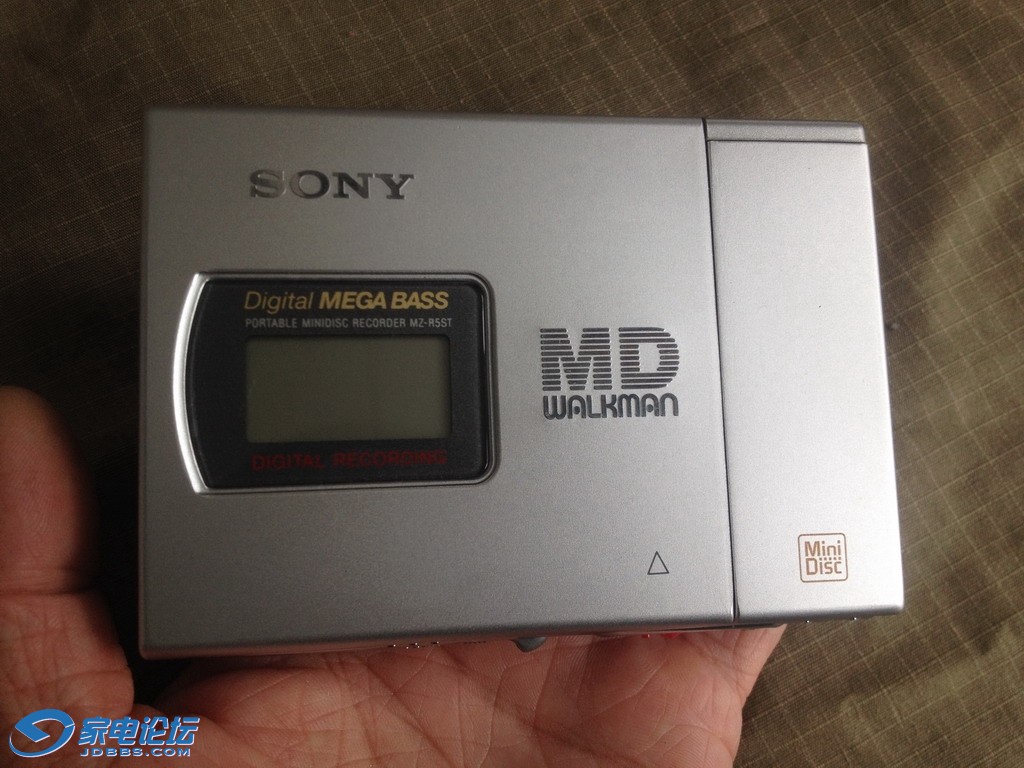 SONY
Digital MEGA BASS
PORTABLE MINIDISC RECORDER MZ-R5ST
DIGITAL RECORDING
MD
WALKMAN
Mini
Disc
家电论坛
JDBBS.COM